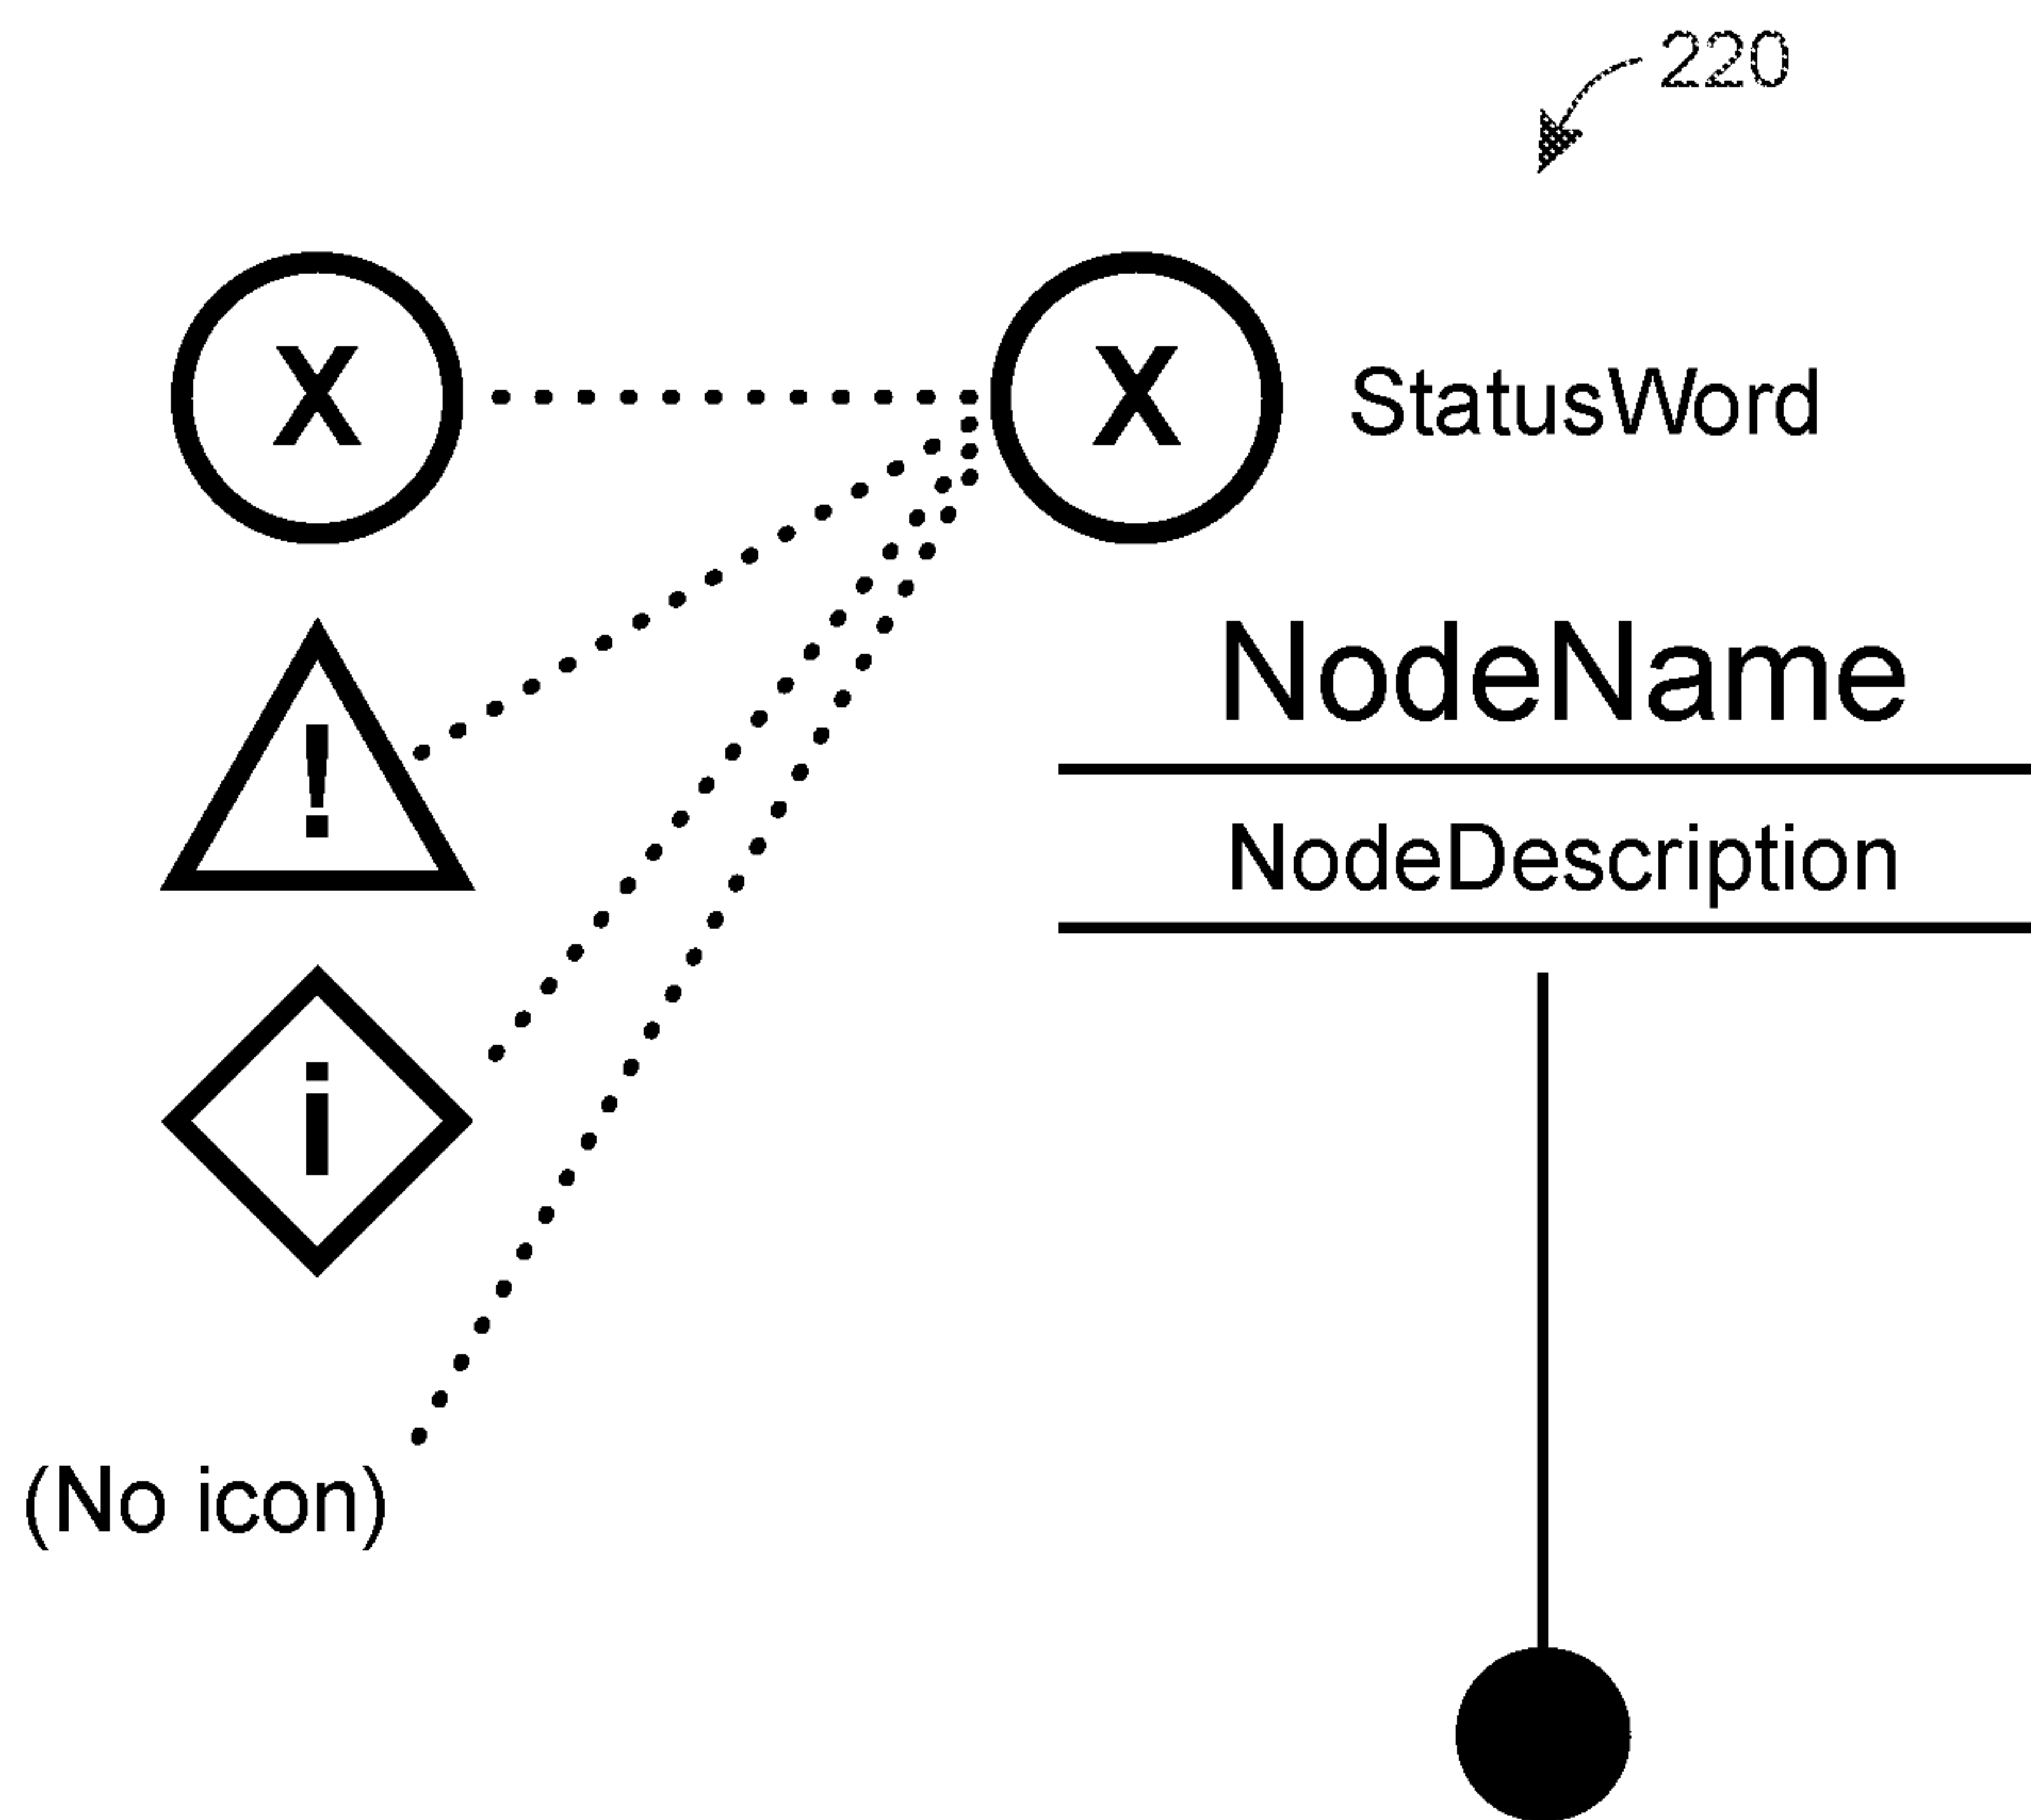 220
X X StatusWord
!
NodeName
NodeDescription
i
(No icon)